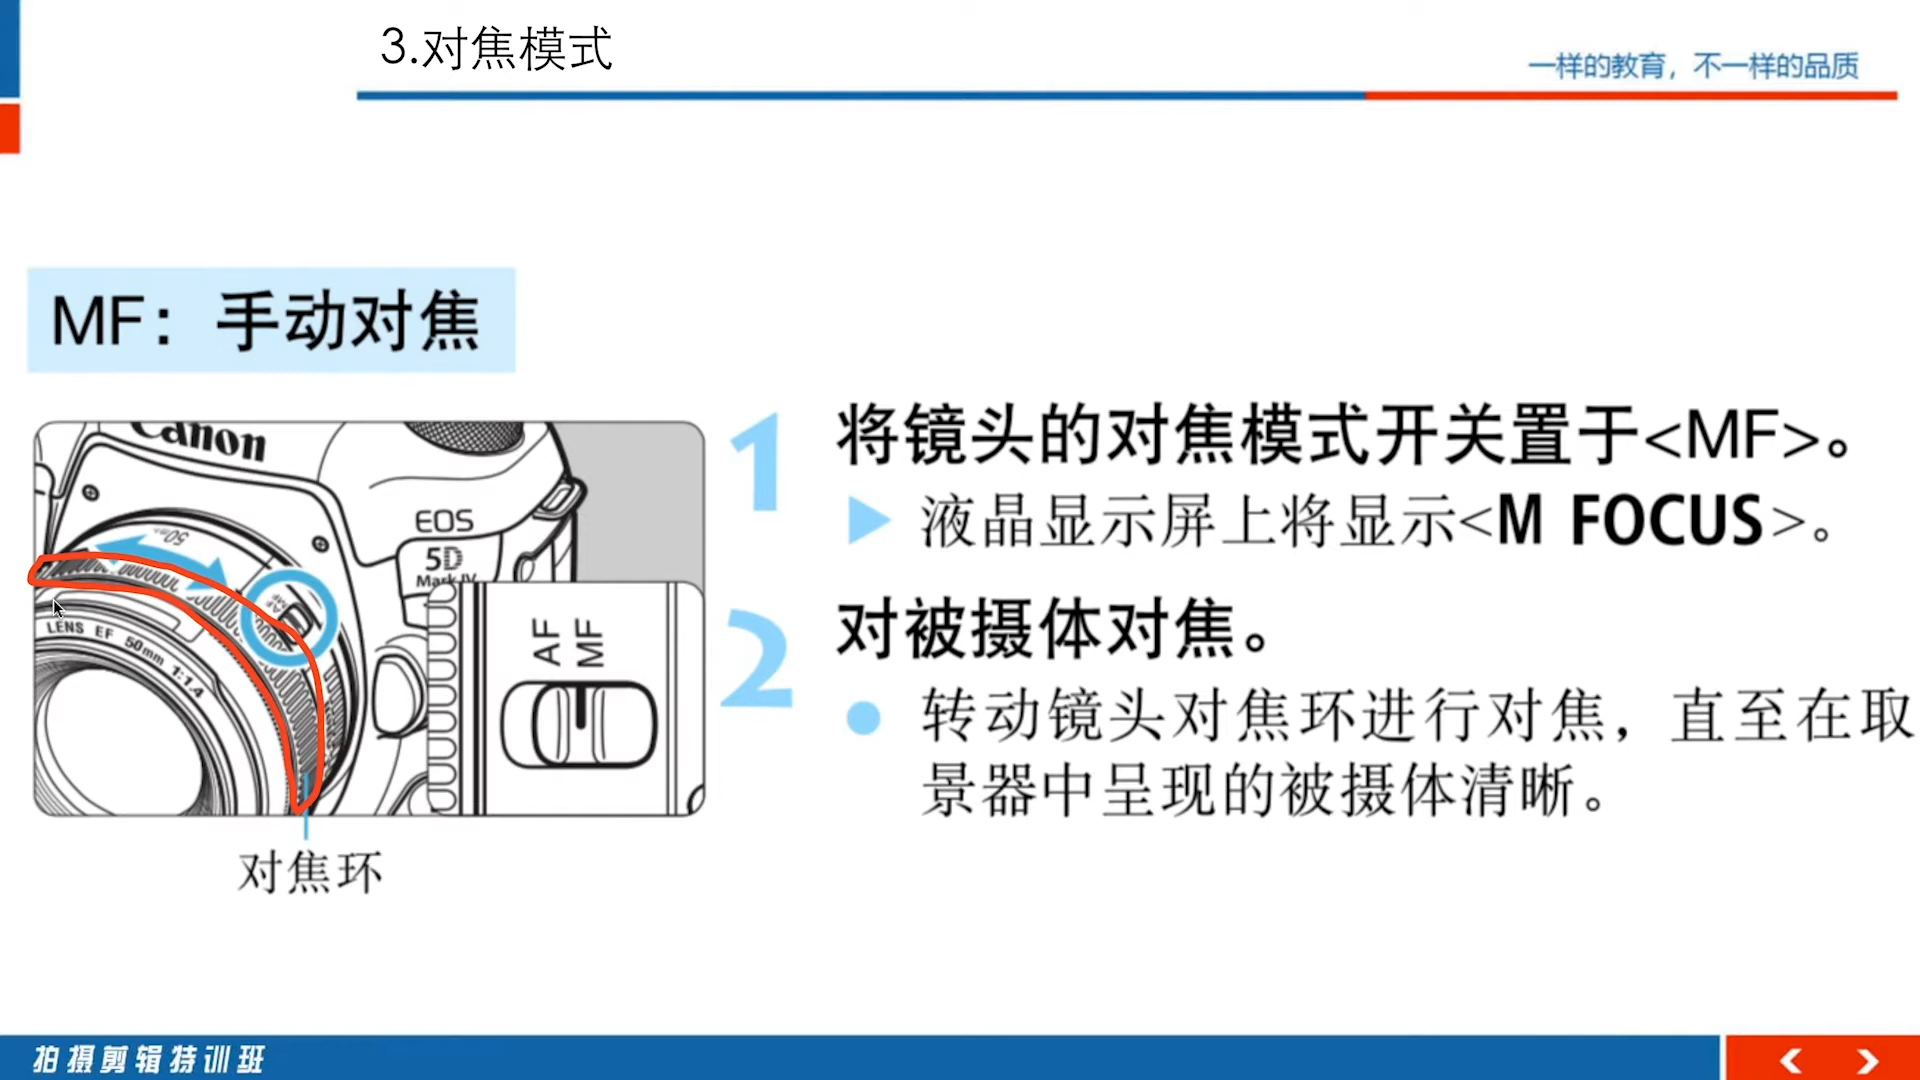 3.对焦模式
一样的教育，不一样的品质
MF：手动对焦
Canon
EOS
5D
Mark IV
LENS EF 50mm 1:1.4
AF
MF
对焦环
1
将镜头的对焦模式开关置于<MF>。
液晶显示屏上将显示<M FOCUS>。
2
对被摄体对焦。
转动镜头对焦环进行对焦，直至在取
景器中呈现的被摄体清晰。
拍摄剪辑特训班